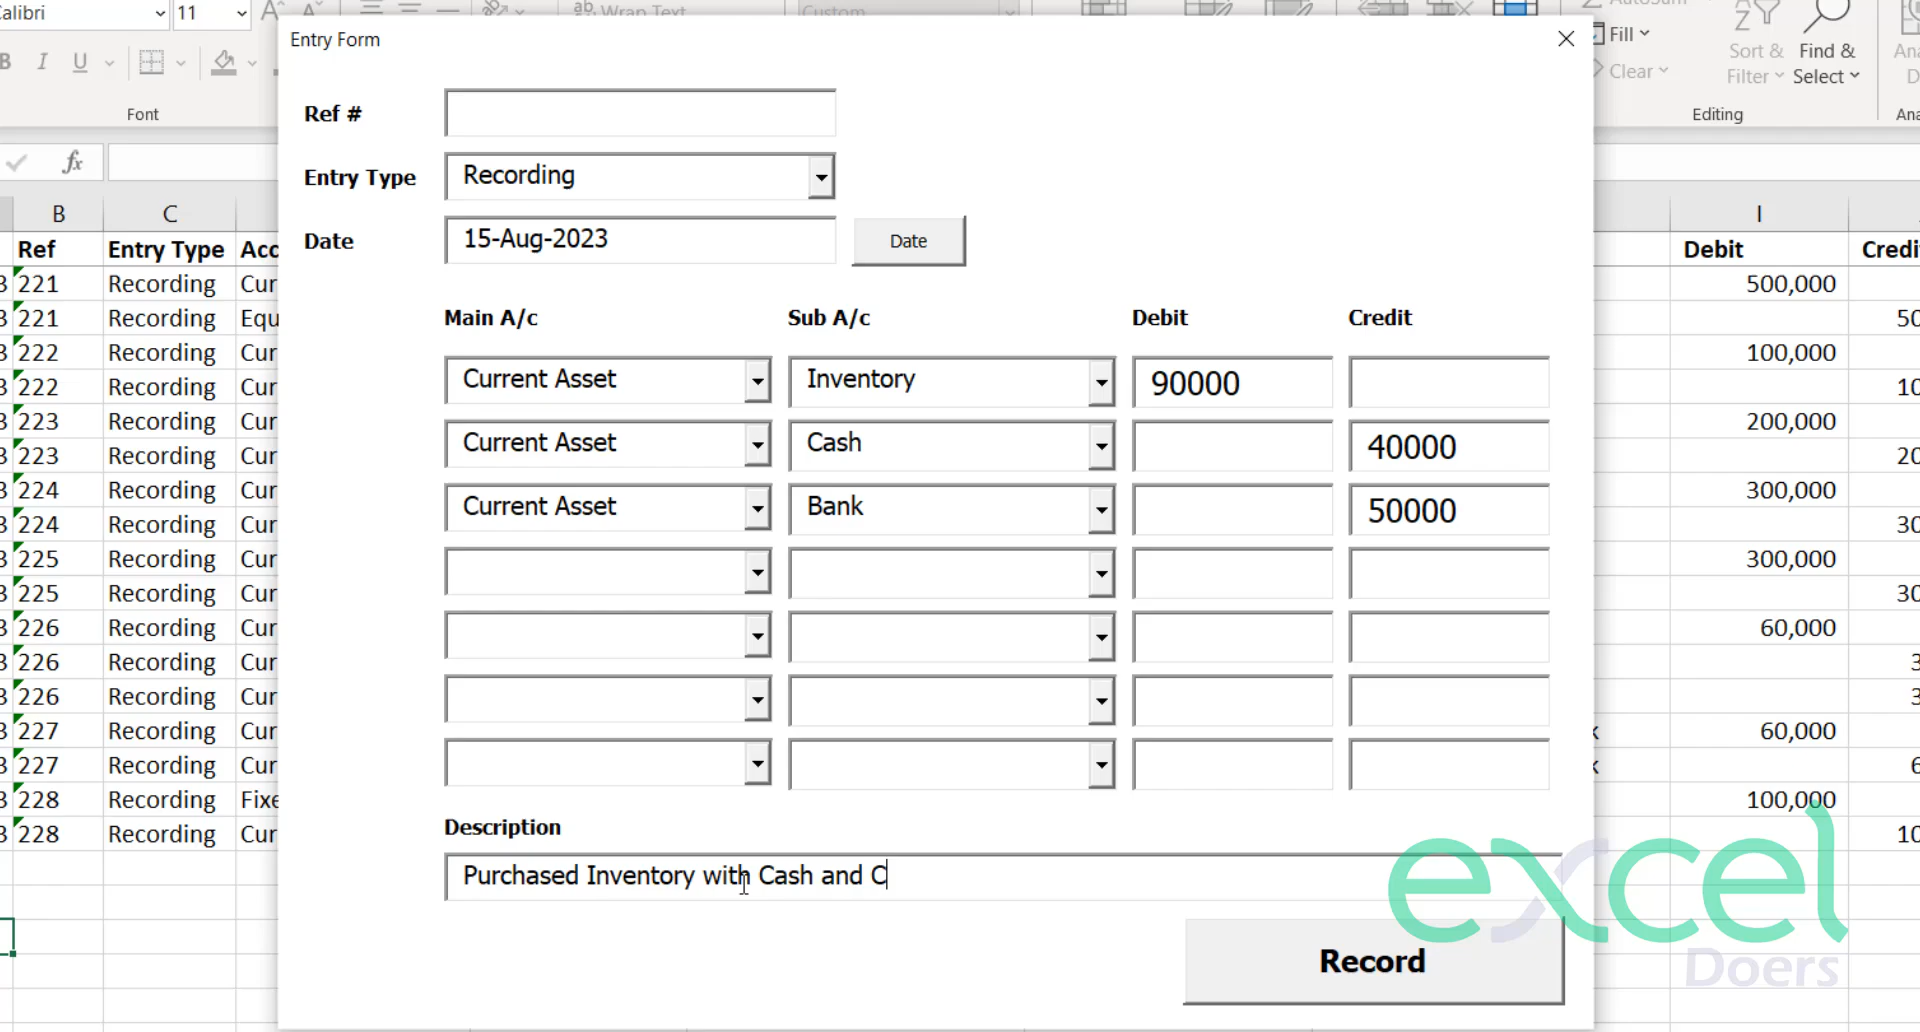 Calibri 11 Wrap Text Custom AutoSum
B I U Fill Sort & Find &
Clear Filter Select
Font Editing
Entry Form
Ref #
Entry Type Recording
fx
Date 15-Aug-2023 Date
B C I
Ref Entry Type Debit
Main A/c Sub A/c Debit Credit
Current Asset Inventory 90000
Current Asset Cash 40000
Current Asset Bank 50000
Description
Purchased Inventory with Cash and C
Record
221 Recording 500,000
221 Recording
222 Recording 100,000
222 Recording
223 Recording 200,000
223 Recording
224 Recording 300,000
224 Recording
225 Recording 300,000
225 Recording
226 Recording 60,000
226 Recording
226 Recording
227 Recording 60,000
227 Recording
228 Recording 100,000
228 Recording
excel
Doers